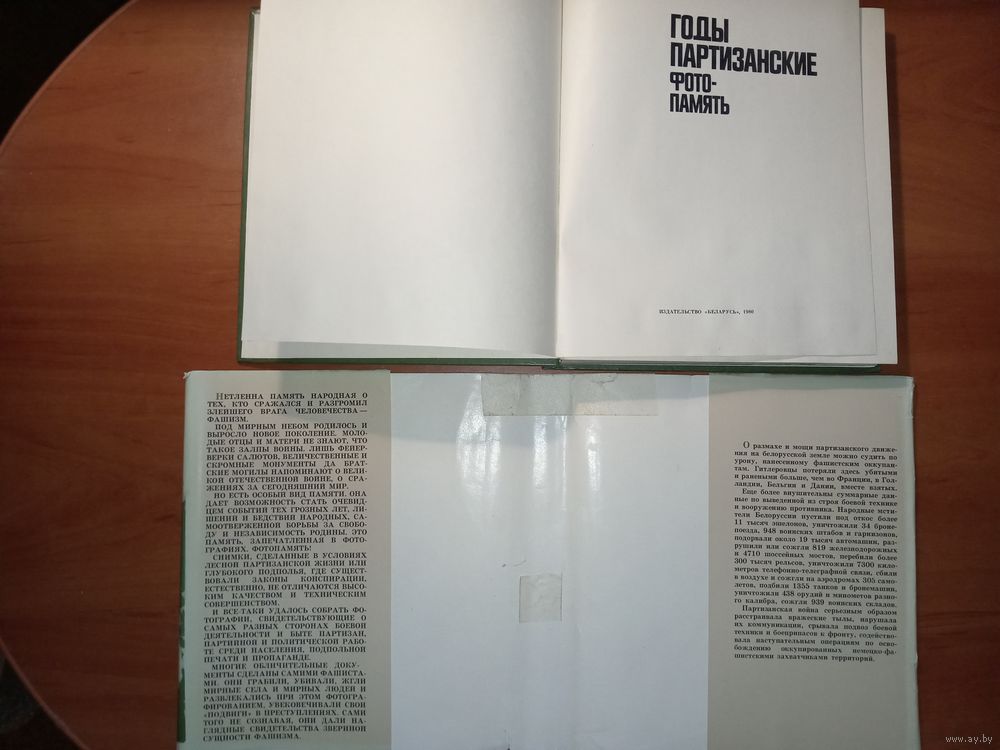 ГОДЫ
ПАРТИЗАНСКИЕ
ФОТО-
ПАМЯТЬ
ИЗДАТЕЛЬСТВО «БЕЛАРУСЬ», 1980
НЕТЛЕННА ПАМЯТЬ НАРОДНАЯ О
ТЕХ, КТО СРАЖАЛСЯ И РАЗГРОМИЛ
ЗЛЕЙШЕГО ВРАГА ЧЕЛОВЕЧЕСТВА—
ФАШИЗМ.
ПОД МИРНЫМ НЕБОМ РОДИЛОСЬ И
ВЫРОСЛО НОВОЕ ПОКОЛЕНИЕ. МОЛО-
ДЫЕ ОТЦЫ И МАТЕРИ НЕ ЗНАЮТ, ЧТО
ТАКОЕ ЗАЛПЫ ВОЙНЫ. ЛИШЬ ФЕЙЕР-
ВЕРКИ САЛЮТОВ, ВЕЛИЧЕСТВЕННЫЕ И
СКРОМНЫЕ МОНУМЕНТЫ ДА БРАТ-
СКИЕ МОГИЛЫ НАПОМИНАЮТ О ВЕЛИ-
КОЙ ОТЕЧЕСТВЕННОЙ ВОЙНЕ, О СРА-
ЖЕНИЯХ ЗА СЕГОДНЯШНИЙ МИР.
НО ЕСТЬ ОСОБЫЙ ВИД ПАМЯТИ. ОНА
ДАЕТ ВОЗМОЖНОСТЬ СТАТЬ ОЧЕВИД-
ЦЕМ СОБЫТИЙ ТЕХ ГРОЗНЫХ ЛЕТ, ЛИ-
ШЕНИЙ И БЕДСТВИЙ НАРОДНЫХ, СА-
МООТВЕРЖЕННОЙ БОРЬБЫ ЗА СВОБО-
ДУ И НЕЗАВИСИМОСТЬ РОДИНЫ. ЭТО
ПАМЯТЬ, ЗАПЕЧАТЛЕННАЯ В ФОТО-
ГРАФИЯХ. ФОТОПАМЯТЬ!
СНИМКИ, СДЕЛАННЫЕ В УСЛОВИЯХ
ЛЕСНОЙ ПАРТИЗАНСКОЙ ЖИЗНИ ИЛИ
ГЛУБОКОГО ПОДПОЛЬЯ, ГДЕ СУЩЕСТ-
ВОВАЛИ ЗАКОНЫ КОНСПИРАЦИИ,
ЕСТЕСТВЕННО, НЕ ОТЛИЧАЮТСЯ ВЫСО-
КИМ КАЧЕСТВОМ И ТЕХНИЧЕСКИМ
СОВЕРШЕНСТВОМ.
И ВСЕ-ТАКИ УДАЛОСЬ СОБРАТЬ ФО-
ТОГРАФИИ, СВИДЕТЕЛЬСТВУЮЩИЕ О
САМЫХ РАЗНЫХ СТОРОНАХ БОЕВОЙ
ДЕЯТЕЛЬНОСТИ И БЫТЕ ПАРТИЗАН,
ПАРТИЙНОЙ И ПОЛИТИЧЕСКОЙ РАБО-
ТЕ СРЕДИ НАСЕЛЕНИЯ, ПОДПОЛЬНОЙ
ПЕЧАТИ И ПРОПАГАНДЕ.
МНОГИЕ ОБЛИЧИТЕЛЬНЫЕ ДОКУ-
МЕНТЫ СДЕЛАНЫ САМИМИ ФАШИСТА-
МИ. ОНИ ГРАБИЛИ, УБИВАЛИ, ЖГЛИ
МИРНЫЕ СЕЛА И МИРНЫХ ЛЮДЕЙ И
РАЗВЛЕКАЛИСЬ ПРИ ЭТОМ ФОТОГРА-
ФИРОВАНИЕМ, УВЕКОВЕЧИВАЛИ СВОИ
«ПОДВИГИ» В ПРЕСТУПЛЕНИЯХ. САМИ
ТОГО НЕ СОЗНАВАЯ, ОНИ ДАЛИ НА-
ГЛЯДНЫЕ СВИДЕТЕЛЬСТВА ЗВЕРИНОЙ
СУЩНОСТИ ФАШИЗМА.
О размахе и мощи партизанского движе-
ния на белорусской земле можно судить по
урону, нанесенному фашистским оккупан-
там. Гитлеровцы потеряли здесь убитыми
и ранеными больше, чем во Франции, в Гол-
ландии, Бельгии и Дании, вместе взятых.
Еще более внушительны суммарные дан-
ные по выведенной из строя боевой технике
и вооружению противника. Народные мсти-
тели Белоруссии пустили под откос более
11 тысяч эшелонов, уничтожили 34 броне-
поезда, 948 воинских штабов и гарнизонов,
подорвали около 19 тысяч автомашин, раз-
рушили или сожгли 819 железнодорожных
и 4710 шоссейных мостов, перебили более
300 тысяч рельсов, уничтожили 7300 кило-
метров телефонно-телеграфной связи, сбили
в воздухе и сожгли на аэродромах 305 само-
летов, подбили 1355 танков и бронемашин,
уничтожили 438 орудий и минометов разно-
го калибра, сожгли 939 воинских складов.
Партизанская война серьезным образом
расстраивала вражеские тылы, нарушала
их коммуникации, срывала подвоз боевой
техники и боеприпасов к фронту, содейство-
вала наступательным операциям по осво-
бождению оккупированных немецко-фа-
шистскими захватчиками территорий.
www.ay.by